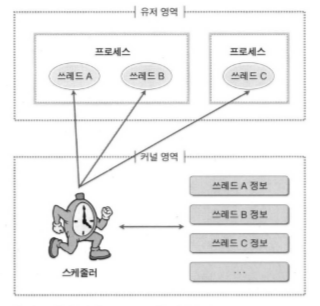 유저 영역
프로세스
프로세스
쓰레드 A
쓰레드 B
쓰레드 C
커널 영역
쓰레드 A 정보
쓰레드 B 정보
쓰레드 C 정보
...
스케줄러